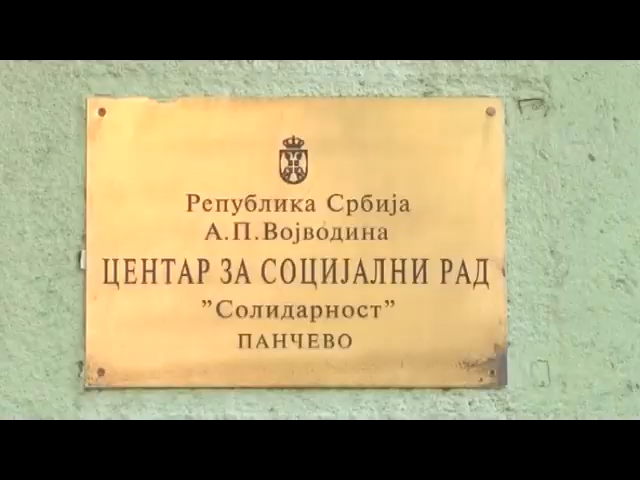 Република Србија
А.П.Војводина
ЦЕНТАР ЗА СОЦИЈАЛНИ РАД
”Солидарност”
ПАНЧЕВО